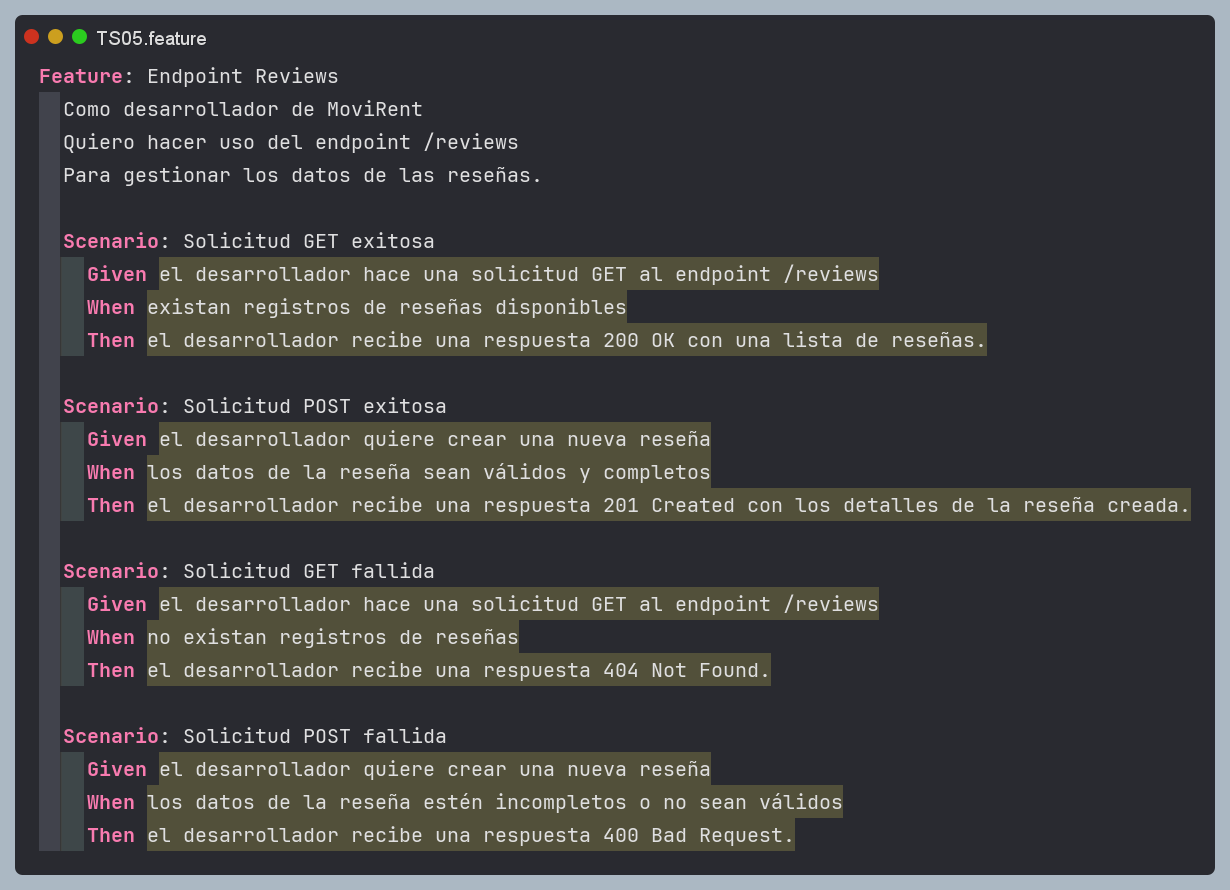 TS05.feature
Feature: Endpoint Reviews
Como desarrollador de MoviRent
Quiero hacer uso del endpoint /reviews
Para gestionar los datos de las reseñas.
Scenario: Solicitud GET exitosa
Given el desarrollador hace una solicitud GET al endpoint /reviews
When existan registros de reseñas disponibles
Then el desarrollador recibe una respuesta 200 OK con una lista de reseñas.
Scenario: Solicitud POST exitosa
Given el desarrollador quiere crear una nueva reseña
When los datos de la reseña sean válidos y completos
Then el desarrollador recibe una respuesta 201 Created con los detalles de la reseña creada.
Scenario: Solicitud GET fallida
Given el desarrollador hace una solicitud GET al endpoint /reviews
When no existan registros de reseñas
Then el desarrollador recibe una respuesta 404 Not Found.
Scenario: Solicitud POST fallida
Given el desarrollador quiere crear una nueva reseña
When los datos de la reseña estén incompletos o no sean válidos
Then el desarrollador recibe una respuesta 400 Bad Request.